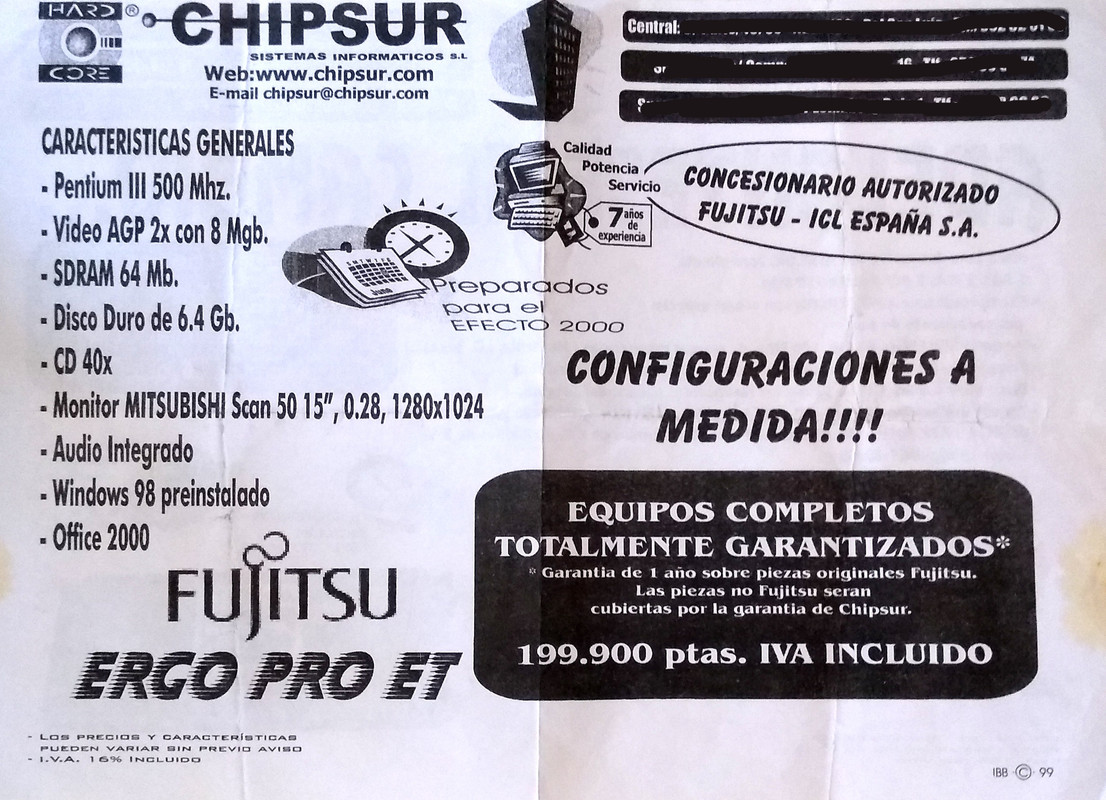 HARD ®
CORE
CHIPSUR
SISTEMAS INFORMATICOS S.L
Web:www.chipsur.com
E-mail chipsur@chipsur.com
Central:
CARACTERISTICAS GENERALES
- Pentium III 500 Mhz.
- Video AGP 2x con 8 Mgb.
- SDRAM 64 Mb.
- Disco Duro de 6.4 Gb.
- CD 40x
- Monitor MITSUBISHI Scan 50 15”, 0.28, 1280x1024
- Audio Integrado
- Windows 98 preinstalado
- Office 2000
Calidad
Potencia
Servicio
7 años
de
experiencia
CONCESIONARIO AUTORIZADO
FUJITSU - ICL ESPAÑA S.A.
June
Preparados
para el
EFECTO 2000
CONFIGURACIONES A
MEDIDA!!!!
FUJITSU
ERGO PRO ET
EQUIPOS COMPLETOS
TOTALMENTE GARANTIZADOS*
* Garantia de 1 año sobre piezas originales Fujitsu.
Las piezas no Fujitsu seran
cubiertas por la garantia de Chipsur.
199.900 ptas. IVA INCLUIDO
- Los precios y características
pueden variar sin previo aviso
- I.V.A. 16% Incluido
IBB © 99